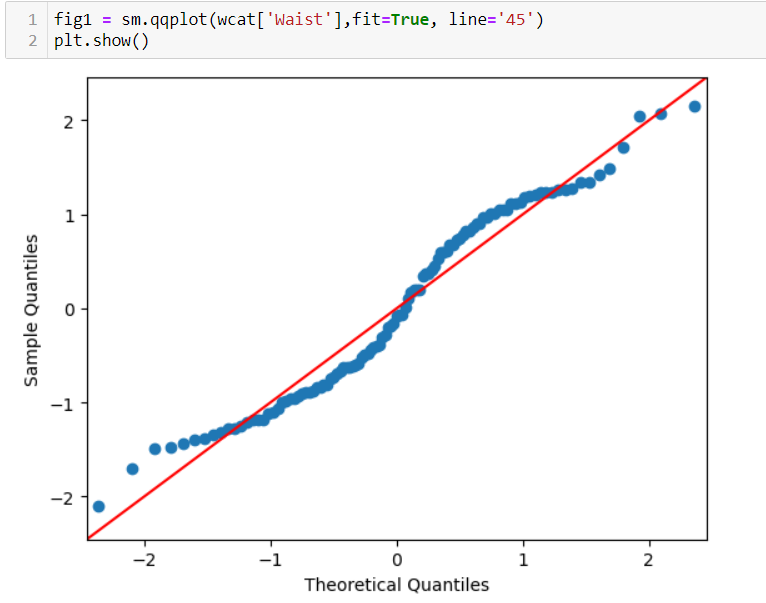 1 fig1 = sm.qqplot(wcat['Waist'],fit=True, line='45')
2 plt.show()
2
1
0
−1
−2
Sample Quantiles
−2 −1 0 1 2
Theoretical Quantiles